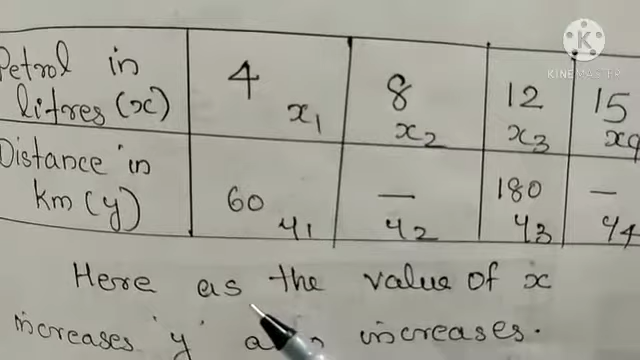 K
KINEMASTER
Petrol in
litres (x)
4
x1
8
x2
12
x3
15
x4
Distance in
km (y)
60
y1
—
y2
180
y3
—
y4
Here as the value of x
increases 'y' increases.